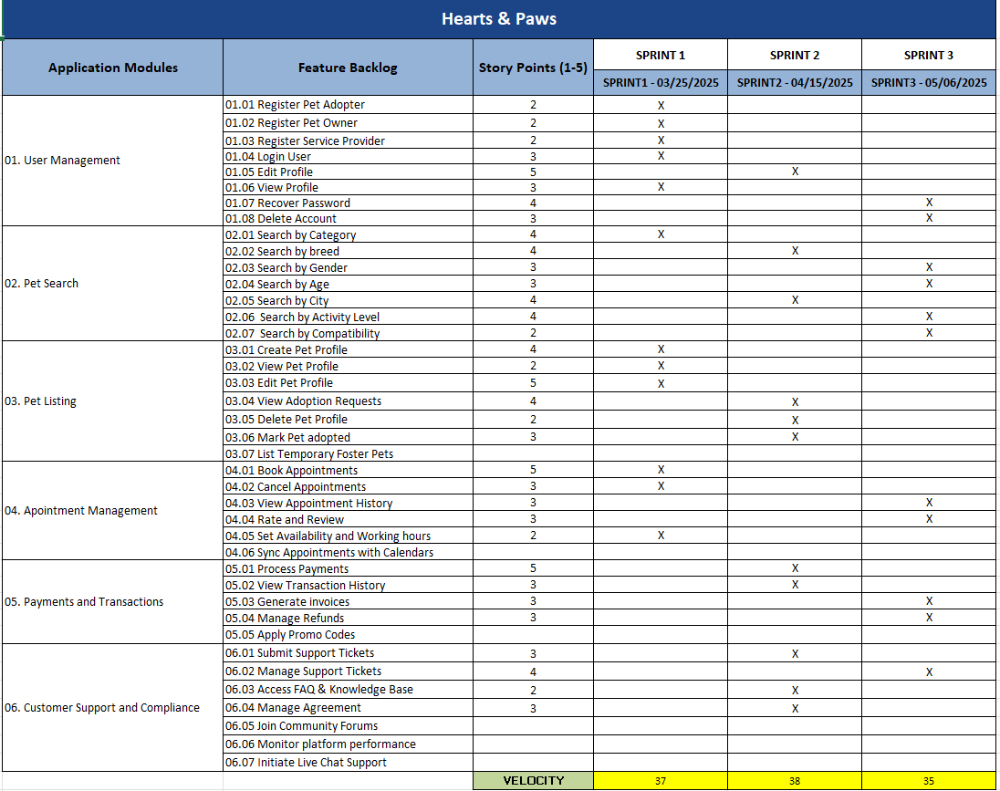 Hearts & Paws
Application Modules Feature Backlog Story Points (1-5) SPRINT 1 SPRINT 2 SPRINT 3
SPRINT1 - 03/25/2025 SPRINT2 - 04/15/2025 SPRINT3 - 05/06/2025
01. User Management
01.01 Register Pet Adopter 2 X
01.02 Register Pet Owner 2 X
01.03 Register Service Provider 2 X
01.04 Login User 3 X
01.05 Edit Profile 5 X
01.06 View Profile 3 X
01.07 Recover Password 4 X
01.08 Delete Account 3 X
02. Pet Search
02.01 Search by Category 4 X
02.02 Search by breed 4 X
02.03 Search by Gender 3 X
02.04 Search by Age 3 X
02.05 Search by City 4 X
02.06 Search by Activity Level 4 X
02.07 Search by Compatibility 2 X
03. Pet Listing
03.01 Create Pet Profile 4 X
03.02 View Pet Profile 2 X
03.03 Edit Pet Profile 5 X
03.04 View Adoption Requests 4 X
03.05 Delete Pet Profile 2 X
03.06 Mark Pet adopted 3 X
03.07 List Temporary Foster Pets
04. Apointment Management
04.01 Book Appointments 5 X
04.02 Cancel Appointments 3 X
04.03 View Appointment History 3 X
04.04 Rate and Review 3 X
04.05 Set Availability and Working hours 2 X
04.06 Sync Appointments with Calendars
05. Payments and Transactions
05.01 Process Payments 5 X
05.02 View Transaction History 3 X
05.03 Generate invoices 3 X
05.04 Manage Refunds 3 X
05.05 Apply Promo Codes
06. Customer Support and Compliance
06.01 Submit Support Tickets 3 X
06.02 Manage Support Tickets 4 X
06.03 Access FAQ & Knowledge Base 2 X
06.04 Manage Agreement 3 X
06.05 Join Community Forums
06.06 Monitor platform performance
06.07 Initiate Live Chat Support
VELOCITY 37 38 35